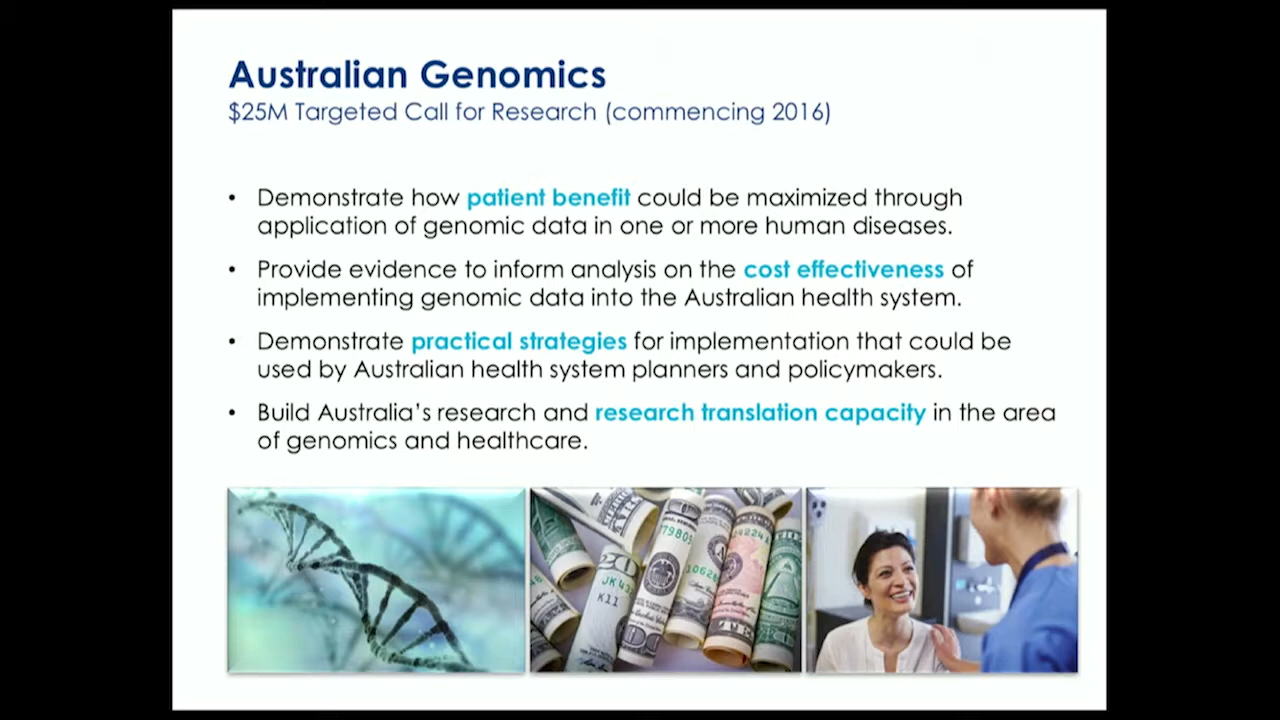 Australian Genomics
$25M Targeted Call for Research (commencing 2016)
• Demonstrate how patient benefit could be maximized through
application of genomic data in one or more human diseases.
• Provide evidence to inform analysis on the cost effectiveness of
implementing genomic data into the Australian health system.
• Demonstrate practical strategies for implementation that could be
used by Australian health system planners and policymakers.
• Build Australia's research and research translation capacity in the area
of genomics and healthcare.